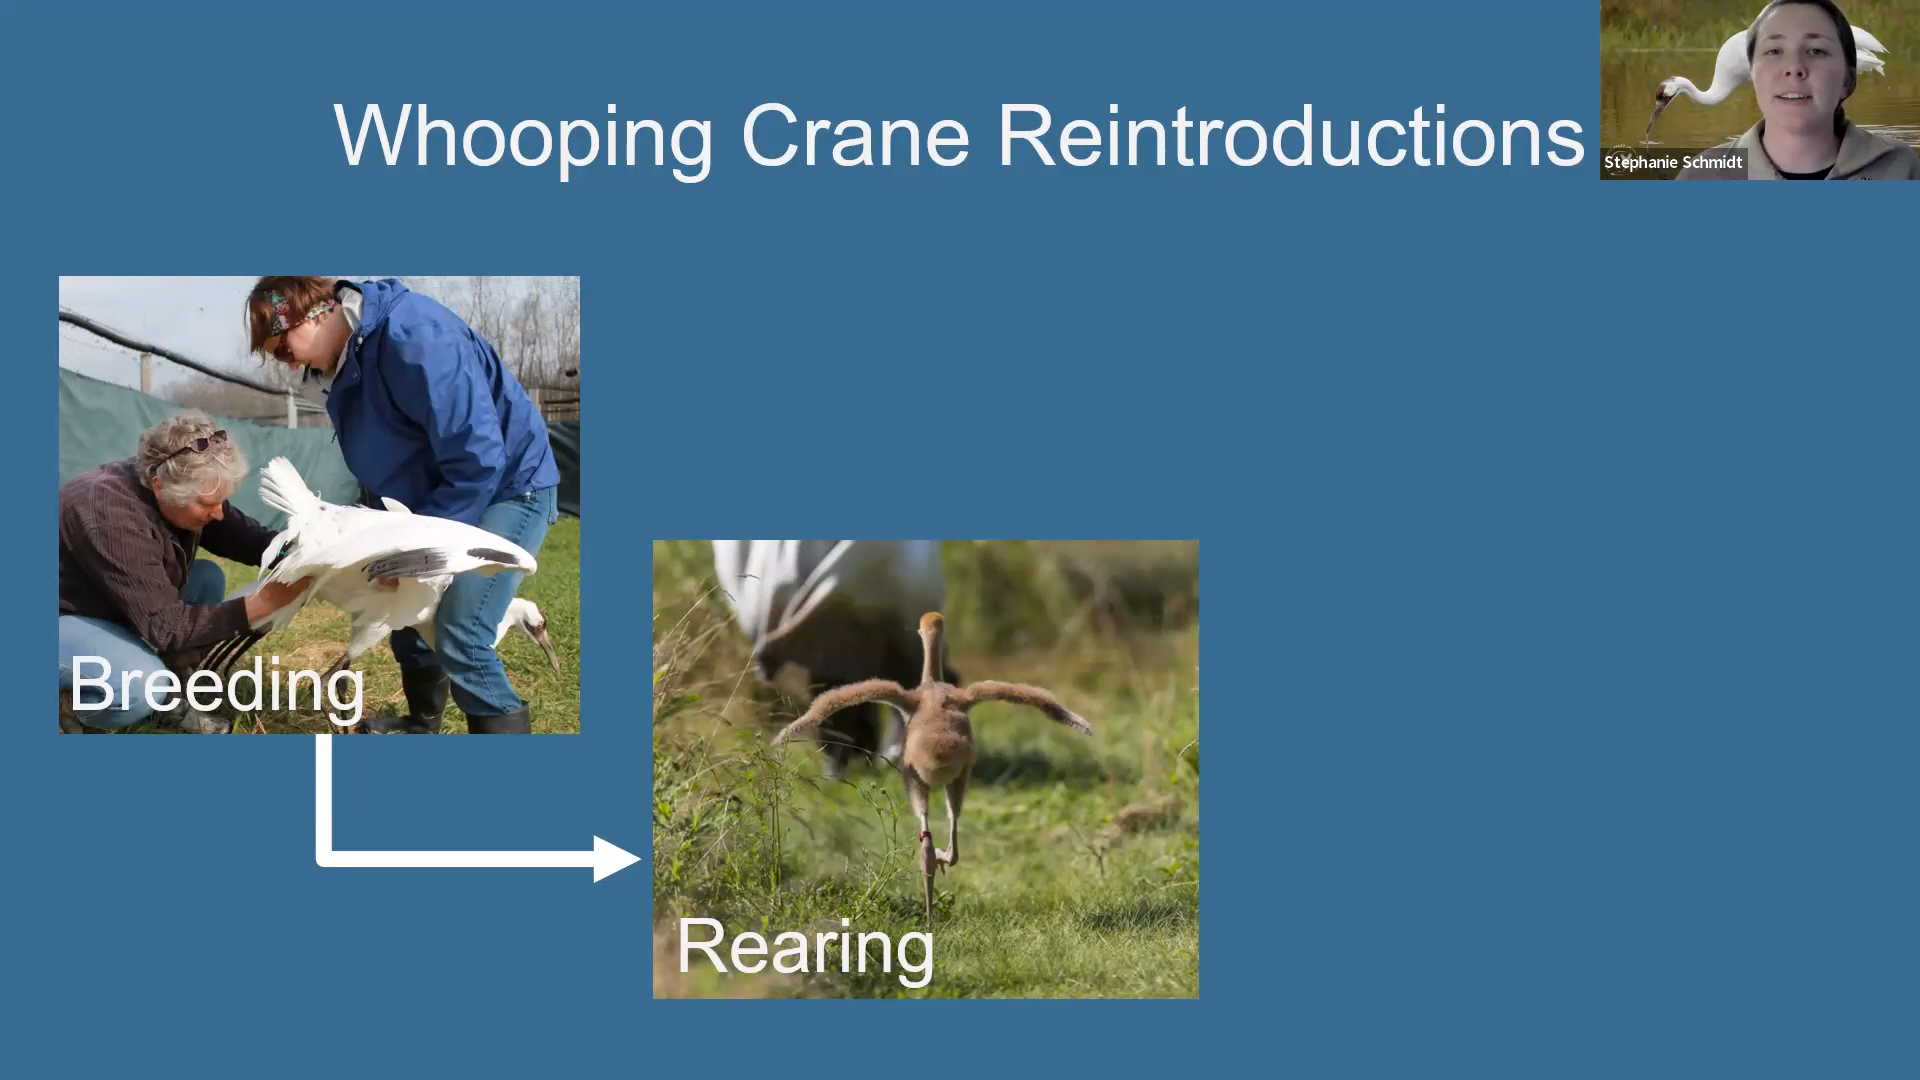 Whooping Crane Reintroductions
Stephanie Schmidt
Breeding
Rearing